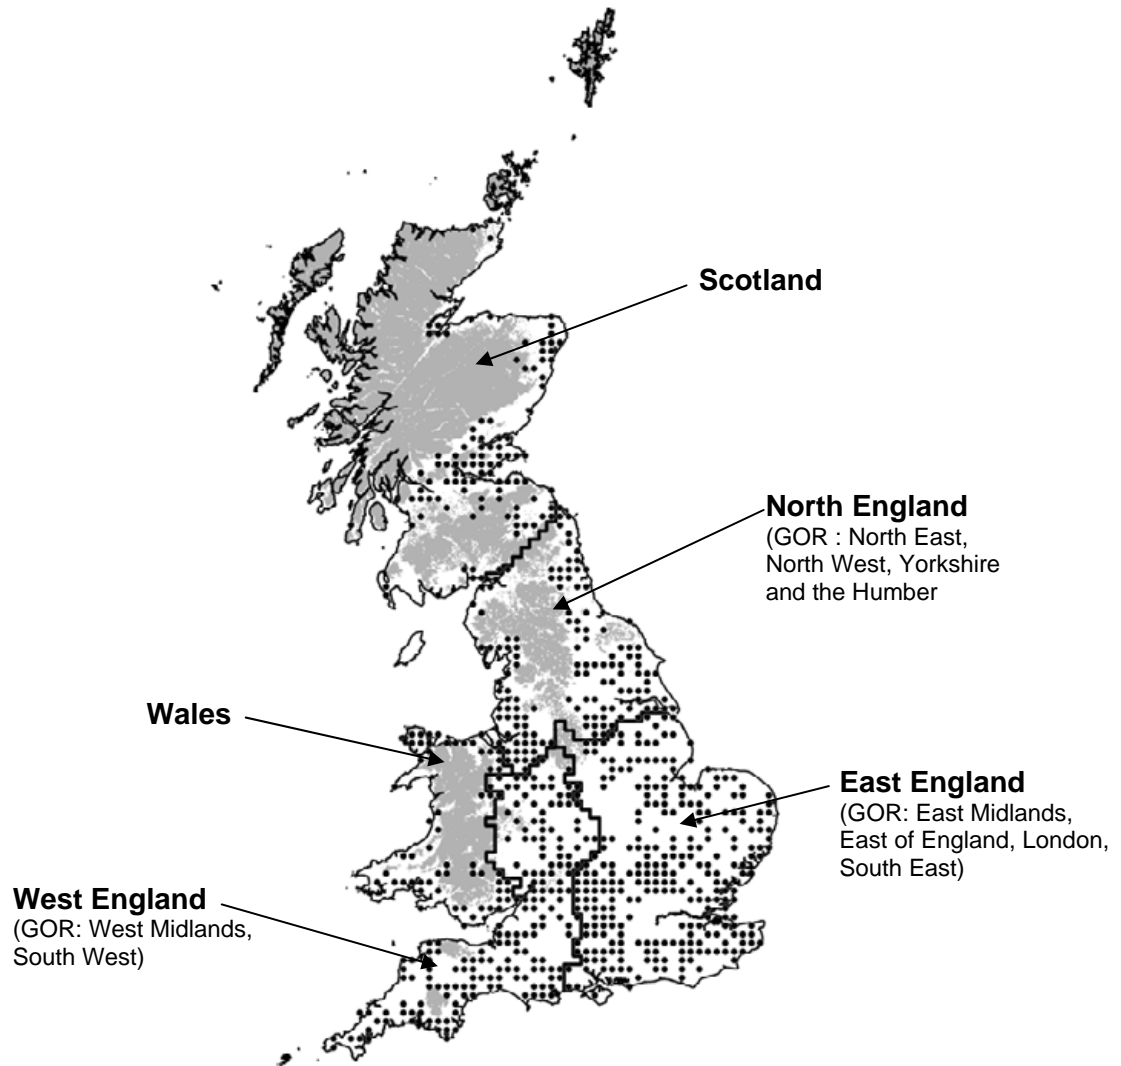 Scotland
North England
(GOR : North East,
North West, Yorkshire
and the Humber
Wales
East England
(GOR: East Midlands,
East of England, London,
South East)
West England
(GOR: West Midlands,
South West)